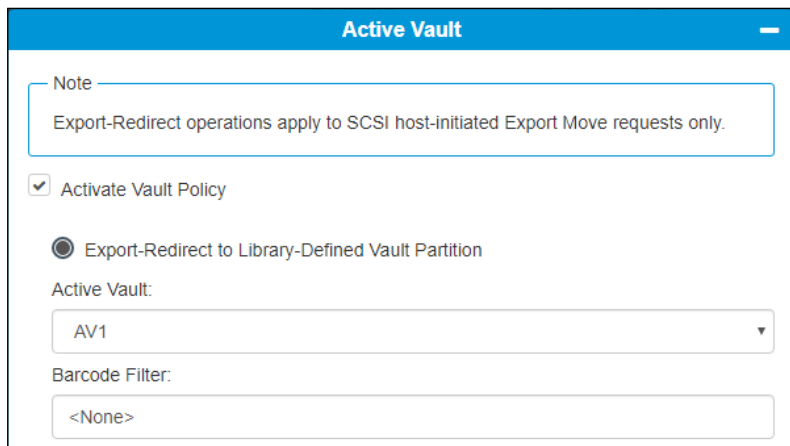 Active Vault
Note
Export-Redirect operations apply to SCSI host-initiated Export Move requests only.
Activate Vault Policy
Export-Redirect to Library-Defined Vault Partition
Active Vault:
AV1
Barcode Filter:
<None>